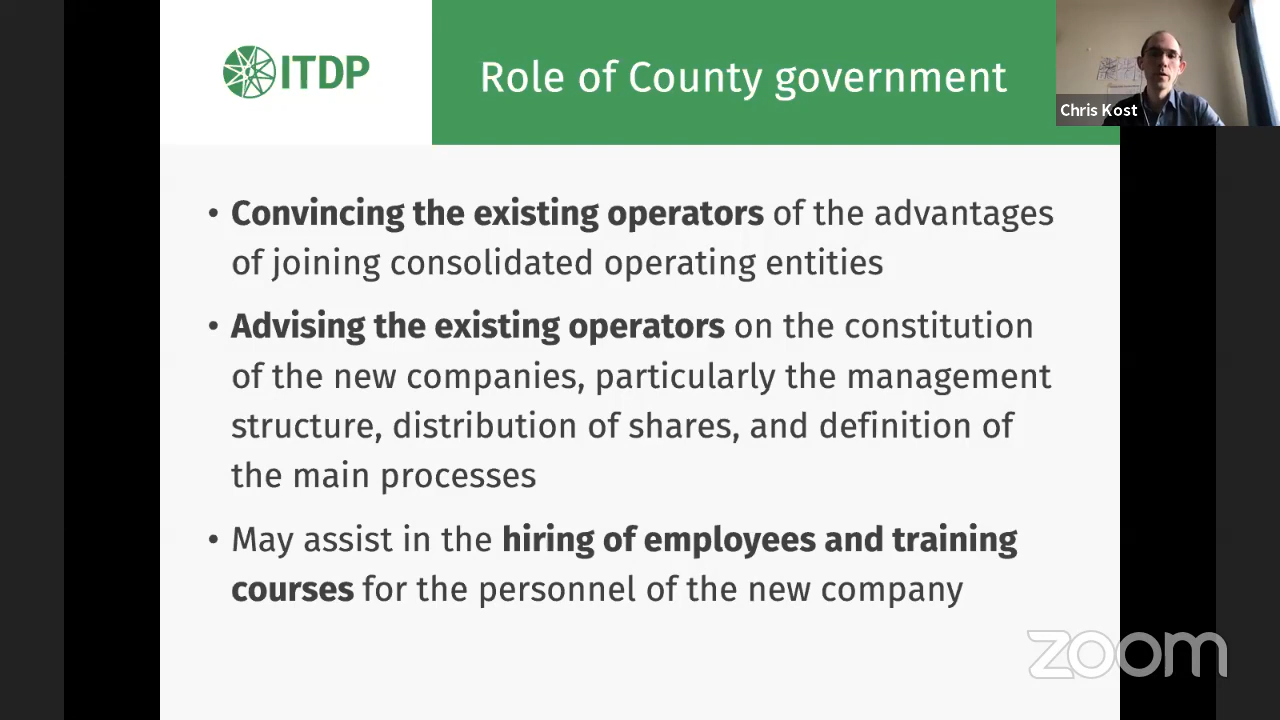 ITDP
Role of County government
Chris Kost
• Convincing the existing operators of the advantages
of joining consolidated operating entities
• Advising the existing operators on the constitution
of the new companies, particularly the management
structure, distribution of shares, and definition of
the main processes
• May assist in the hiring of employees and training
courses for the personnel of the new company
zoom